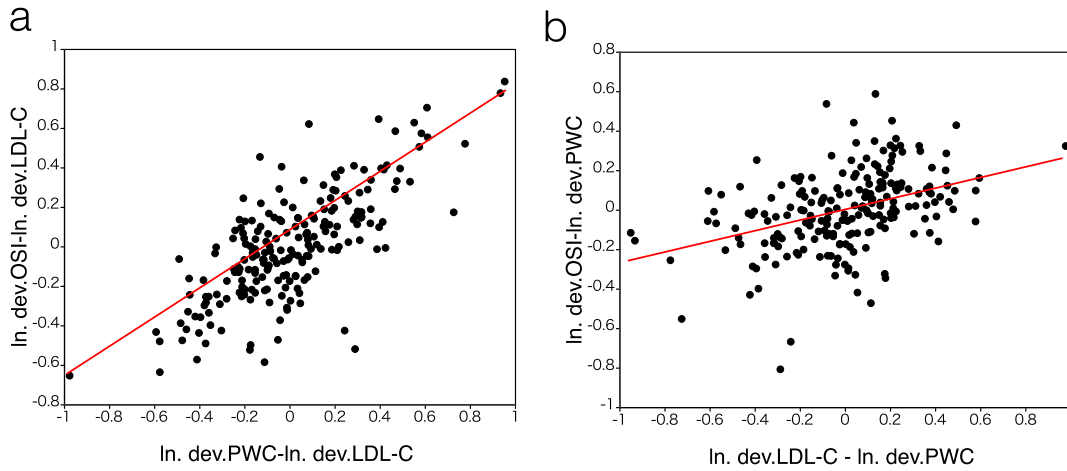 a
ln. dev.OSI-ln. dev.LDL-C
1
0.8
0.6
0.4
0.2
0
-0.2
-0.4
-0.6
-0.8
-1 -0.8 -0.6 -0.4 -0.2 0 0.2 0.4 0.6 0.8 1
ln. dev.PWC-ln. dev.LDL-C
b
ln. dev.OSI-ln. dev.PWC
0.8
0.6
0.4
0.2
0
-0.2
-0.4
-0.6
-0.8
-1
-1 -0.8 -0.6 -0.4 -0.2 0 0.2 0.4 0.6 0.8
ln. dev.LDL-C - ln. dev.PWC